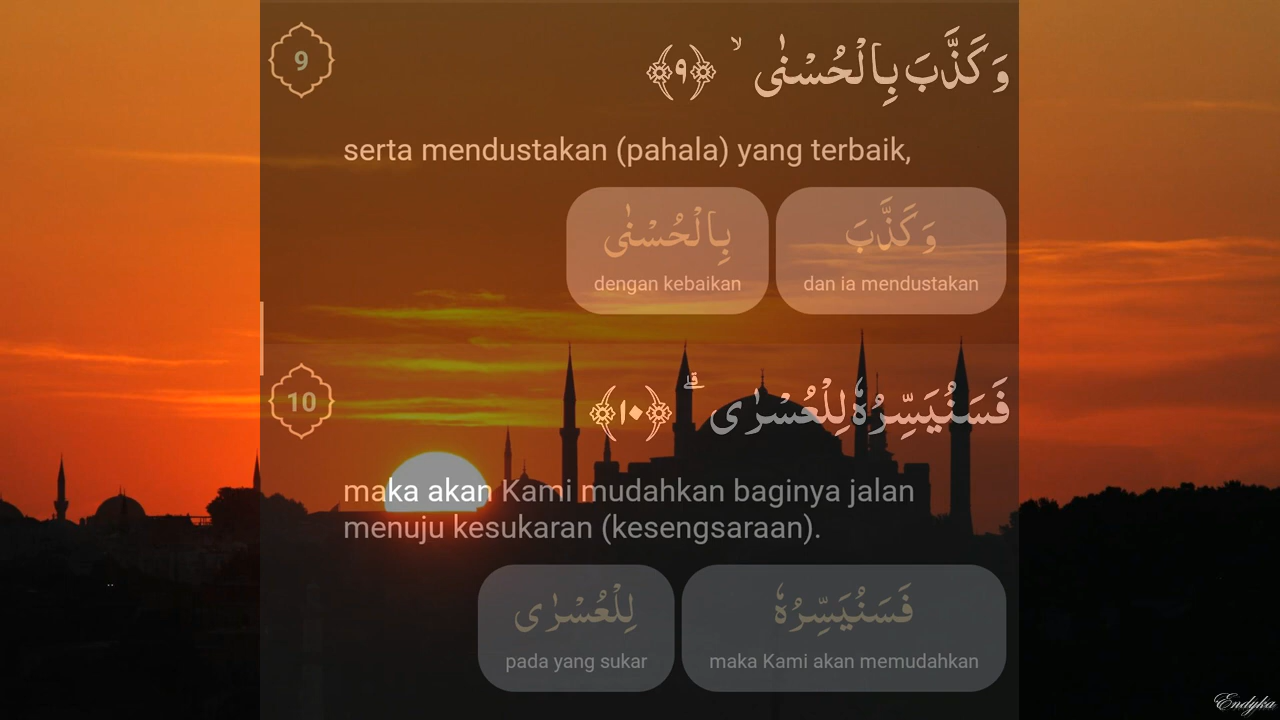 9
وَكَذَّبَ بِالْحُسْنٰى ۙ ﴿٩﴾
serta mendustakan (pahala) yang terbaik,
وَكَذَّبَ
dan ia mendustakan
بِالْحُسْنٰى
dengan kebaikan
10
فَسَنُيَسِّرُهٗ لِلْعُسْرٰى ۗ ﴿١٠﴾
maka akan Kami mudahkan baginya jalan
menuju kesukaran (kesengsaraan).
فَسَنُيَسِّرُهٗ
maka Kami akan memudahkan
لِلْعُسْرٰى
pada yang sukar
Endyka